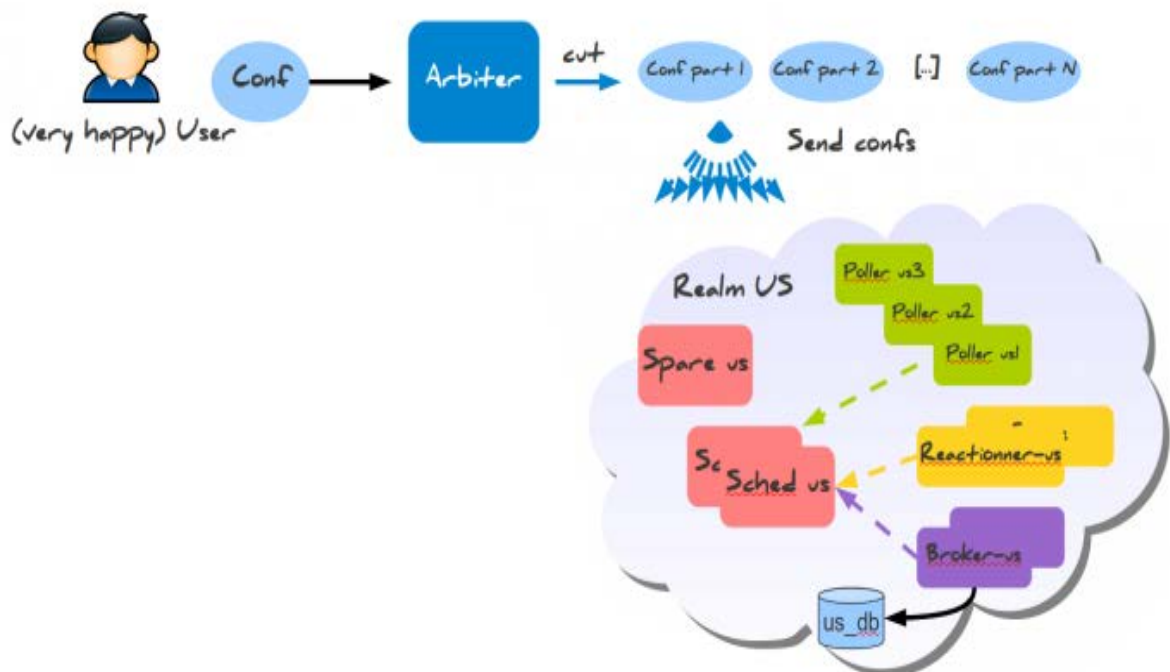 Conf
Arbiter
cut
Conf part 1
Conf part 2
[...]
Conf part N
(very happy) User
Send confs
Realm US
Poller us3
Poller us2
Poller us1
Spare us
Sc
Sched us
Reactionner-us
Broker-us
us_db